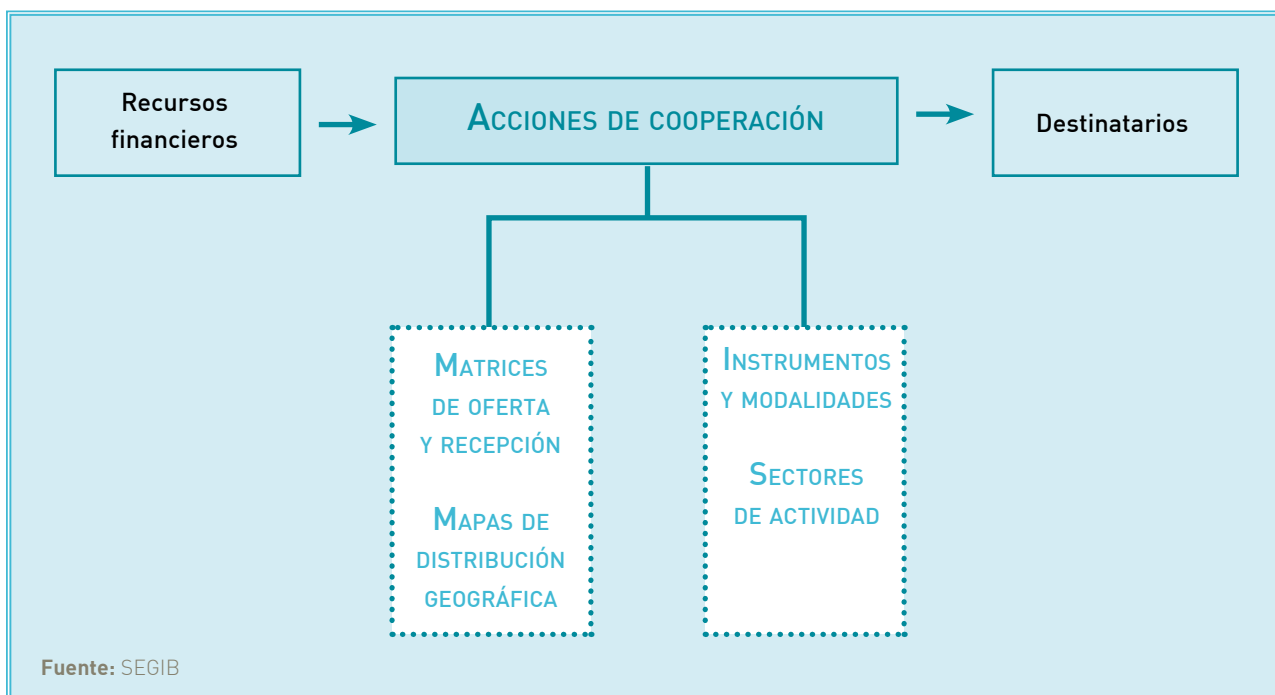 Recursos
financieros
ACCIONES DE COOPERACIÓN
Destinatarios
MATRICES
DE OFERTA
Y RECEPCIÓN
MAPAS DE
DISTRIBUCIÓN
GEOGRÁFICA
INSTRUMENTOS
Y MODALIDADES
SECTORES
DE ACTIVIDAD
Fuente: SEGIB